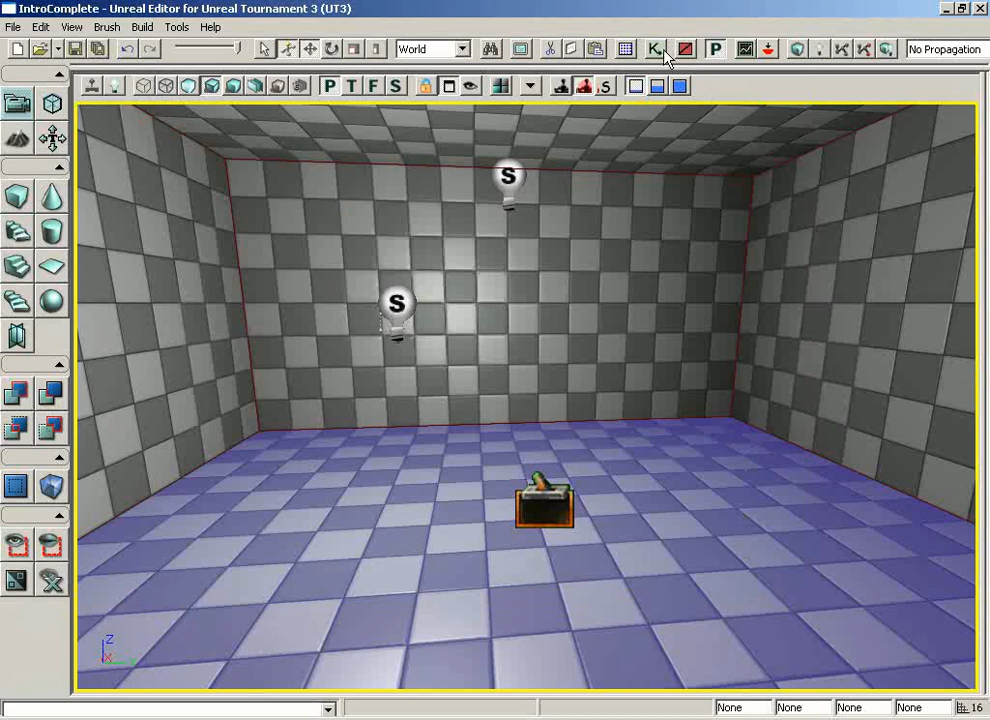 IntroComplete - Unreal Editor for Unreal Tournament 3 (UT3)
File Edit View Brush Build Tools Help
World K P No Propagation
P T F S S
S
S
Z
X Y
None None None None 16